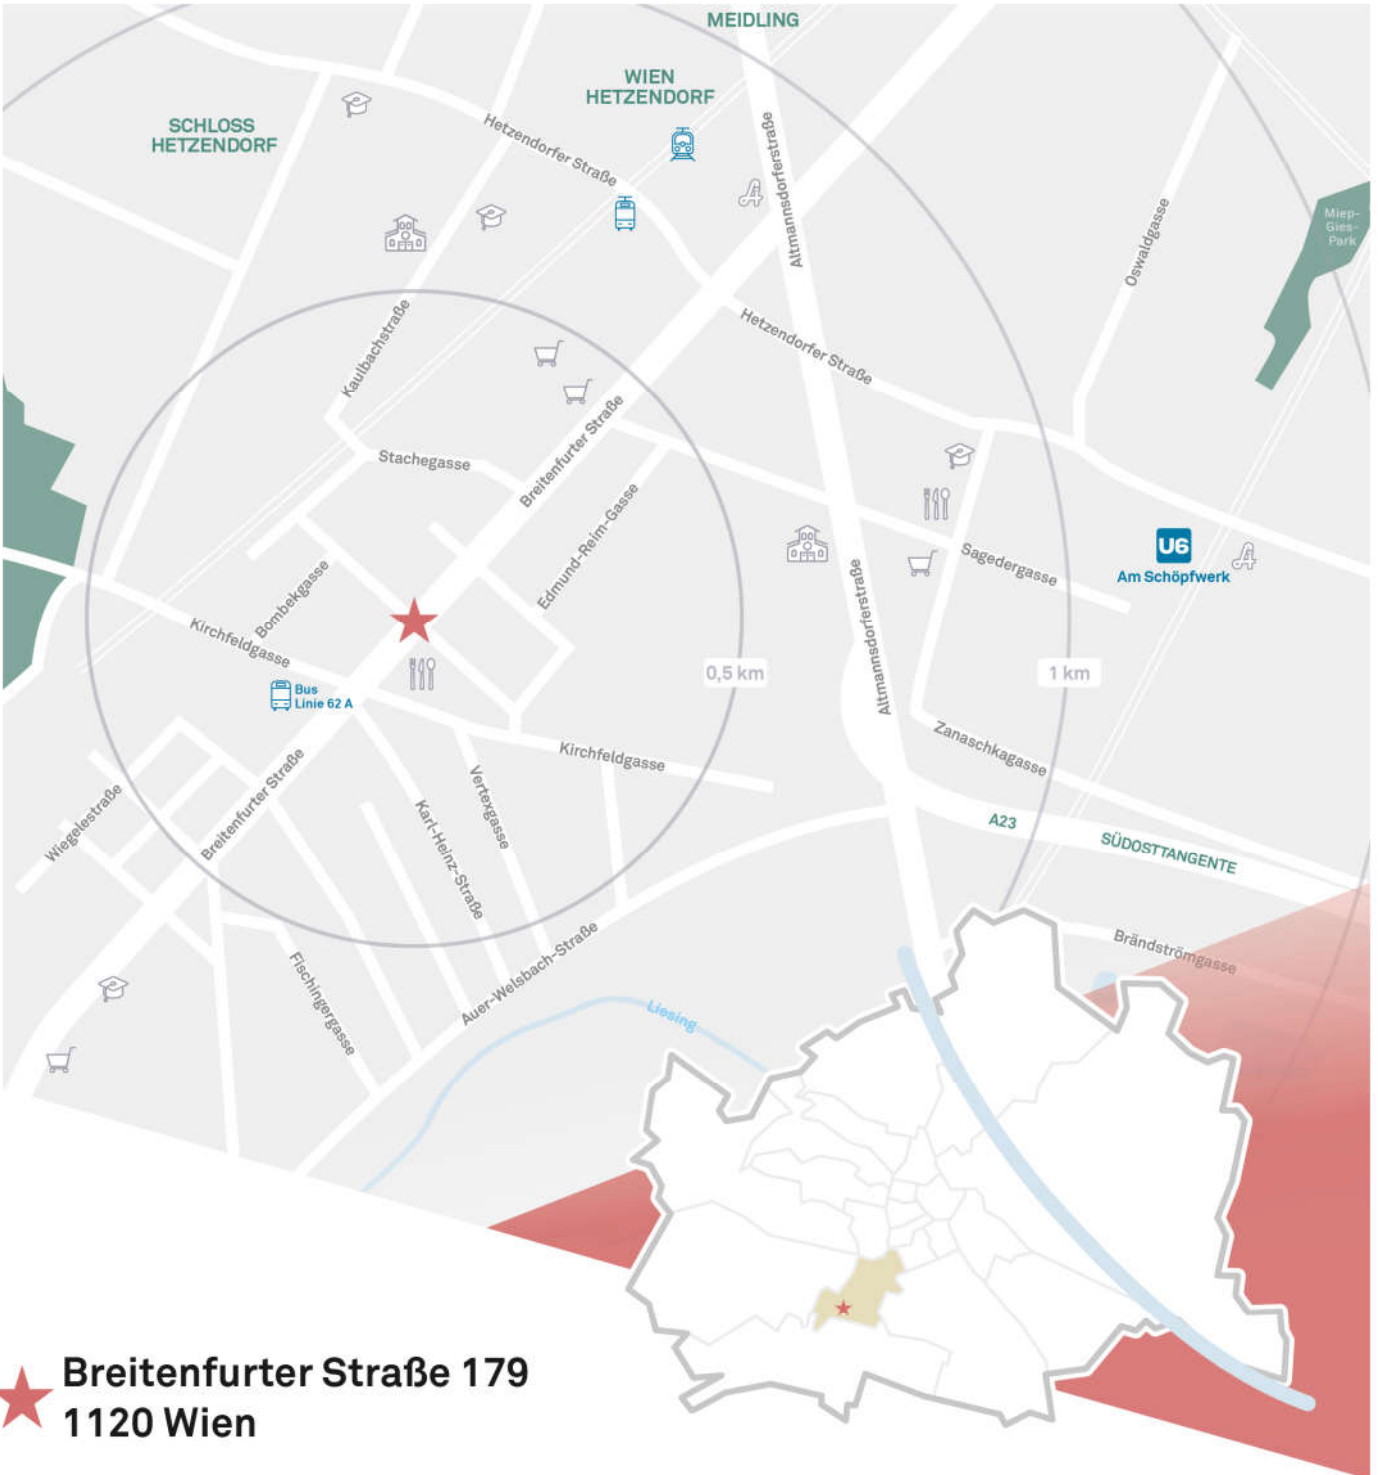 MEIDLING
WIEN
HETZENDORF
SCHLOSS
HETZENDORF
Hetzendorfer Straße
Altmannsdorferstraße
Oswaldgasse
Miep-
Gies-
Park
Kaulbachstraße
Hetzendorfer Straße
Stachegasse
Breitenfurter Straße
Edmund-Reim-Gasse
Bombekgasse
Kirchfeldgasse
Sagedergasse
U6
Am Schöpfwerk
Altmannsdorferstraße
0,5 km
1 km
Bus
Linie 62 A
Kirchfeldgasse
Zanaschkagasse
Wiegelestraße
Breitenfurter Straße
Karl-Heinz-Straße
Vertexgasse
A23
SÜDOSTTANGENTE
Fischingergasse
Auer-Welsbach-Straße
Brändströmgasse
Liesing
Breitenfurter Straße 179
1120 Wien